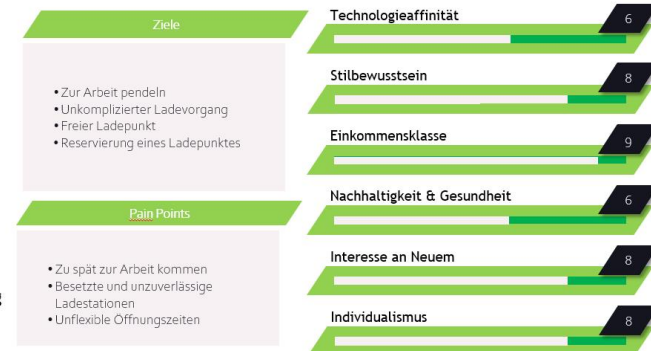 Ziele
• Zur Arbeit pendeln
• Unkomplizierter Ladevorgang
• Freier Ladepunkt
• Reservierung eines Ladepunktes
Pain Points
• Zu spät zur Arbeit kommen
• Besetzte und unzuverlässige
Ladestationen
• Unflexible Öffnungszeiten
Technologieaffinität
6
Stilbewusstsein
8
Einkommensklasse
9
Nachhaltigkeit & Gesundheit
6
Interesse an Neuem
8
Individualismus
8